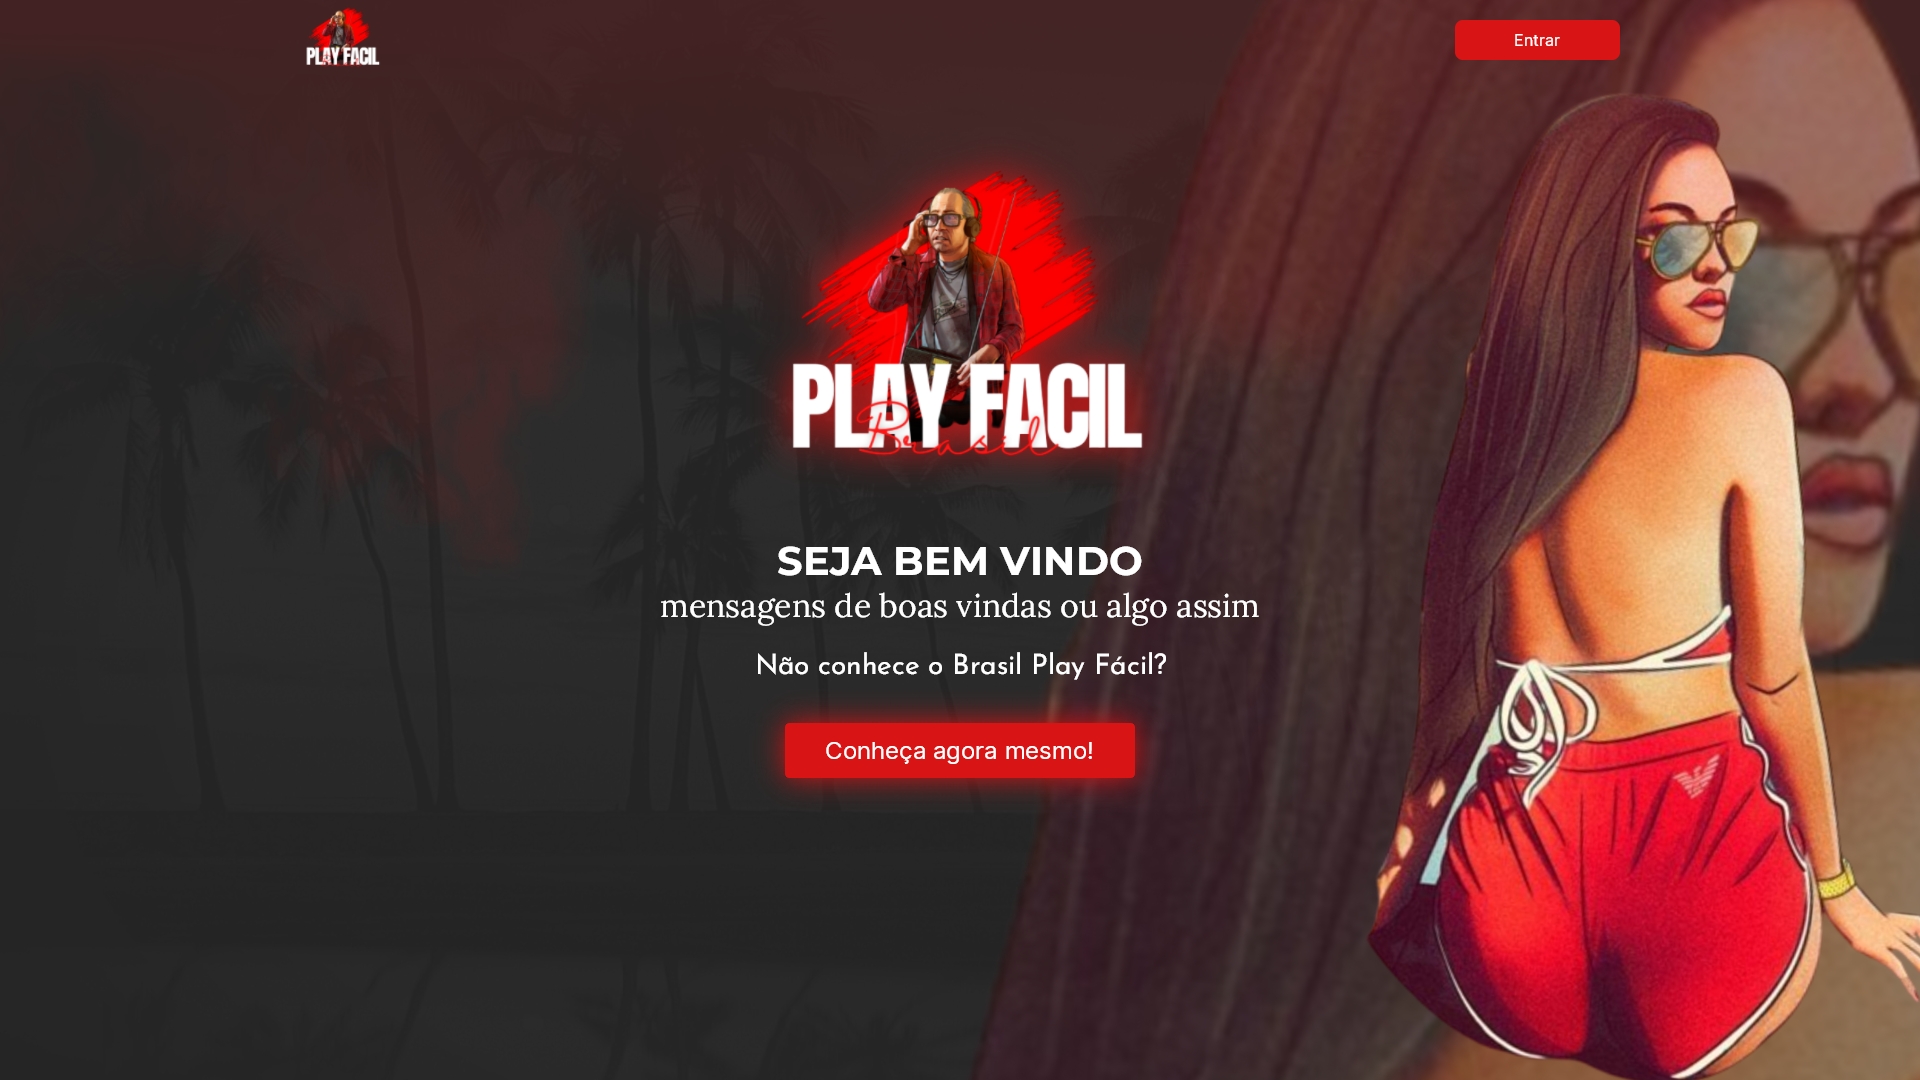 PLAY FACIL
Entrar
PLAY FACIL
Brasil
SEJA BEM VINDO
mensagens de boas vindas ou algo assim
Não conhece o Brasil Play Fácil?
Conheça agora mesmo!